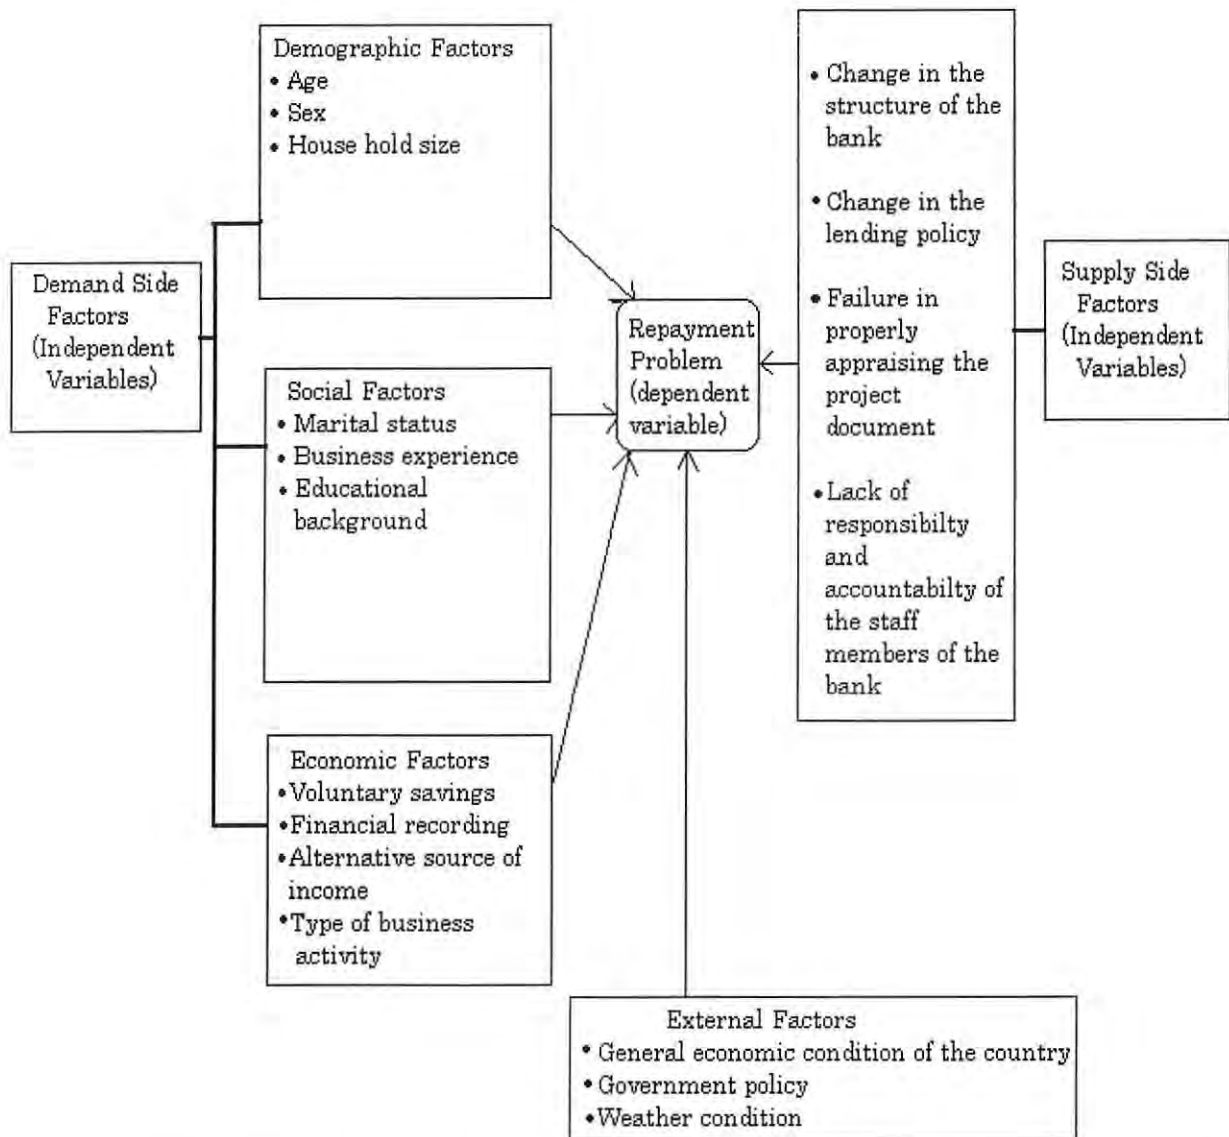 Demographic Factors
• Age
• Sex
• House hold size
Demand Side
Factors
(Independent
Variables)
Social Factors
• Marital status
• Business experience
• Educational
background
Economic Factors
•Voluntary savings
•Financial recording
•Alternative source of
income
•Type of business
activity
Repayment
Problem
(dependent
variable)
• Change in the
structure of the
bank
• Change in the
lending policy
• Failure in
properly
appraising the
project
document
•Lack of
responsibilty
and
accountabilty of
the staff
members of the
bank
Supply Side
Factors
(Independent
Variables)
External Factors
• General economic condition of the country
• Government policy
•Weather condition